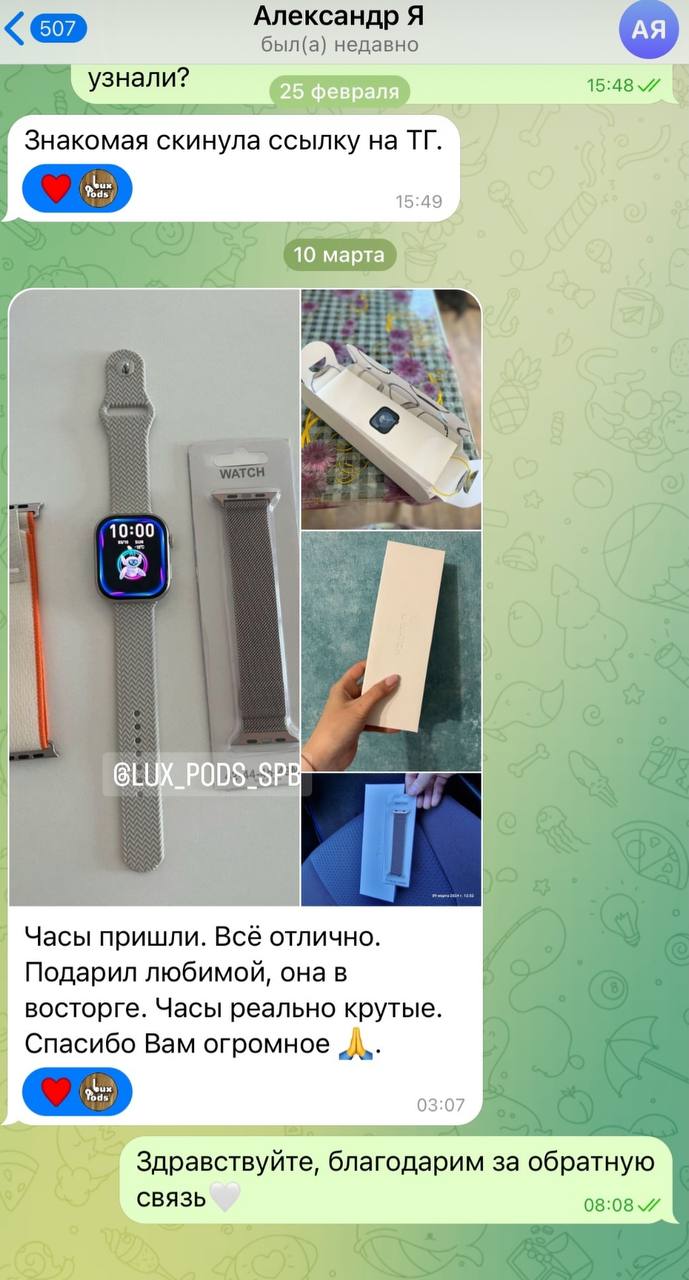 507
Александр Я
был(а) недавно
АЯ
узнали?
15:48
25 февраля
Знакомая скинула ссылку на ТГ.
Lux
Pods
15:49
10 марта
10:00
WATCH
@LUX_PODS_SPB
Часы пришли. Всё отлично.
Подарил любимой, она в
восторге. Часы реально крутые.
Спасибо Вам огромное 🙏.
Lux
Pods
03:07
Здравствуйте, благодарим за обратную
связь🤍
08:08